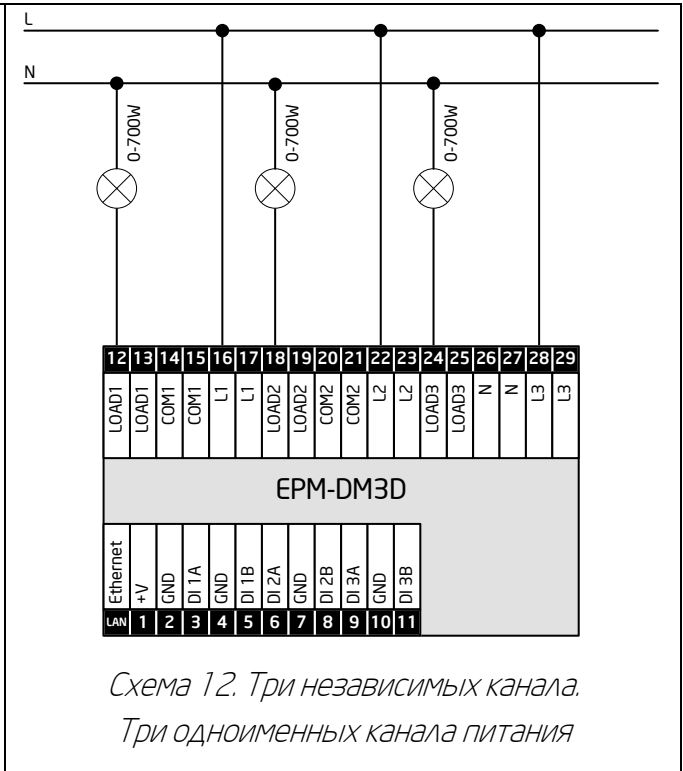 L
N
0-700W 0-700W 0-700W
12 13 14 15 16 17 18 19 20 21 22 23 24 25 26 27 28 29
LOAD1 LOAD1 COM1 COM1 L1 L1 LOAD2 LOAD2 COM2 COM2 L2 L2 LOAD3 LOAD3 N N L3 L3
EPM-DM3D
Ethernet +V GND DI 1A GND DI 1B DI 2A GND DI 2B DI 3A GND DI 3B
LAN 1 2 3 4 5 6 7 8 9 10 11
Схема 12. Три независимых канала.
Три одноименных канала питания